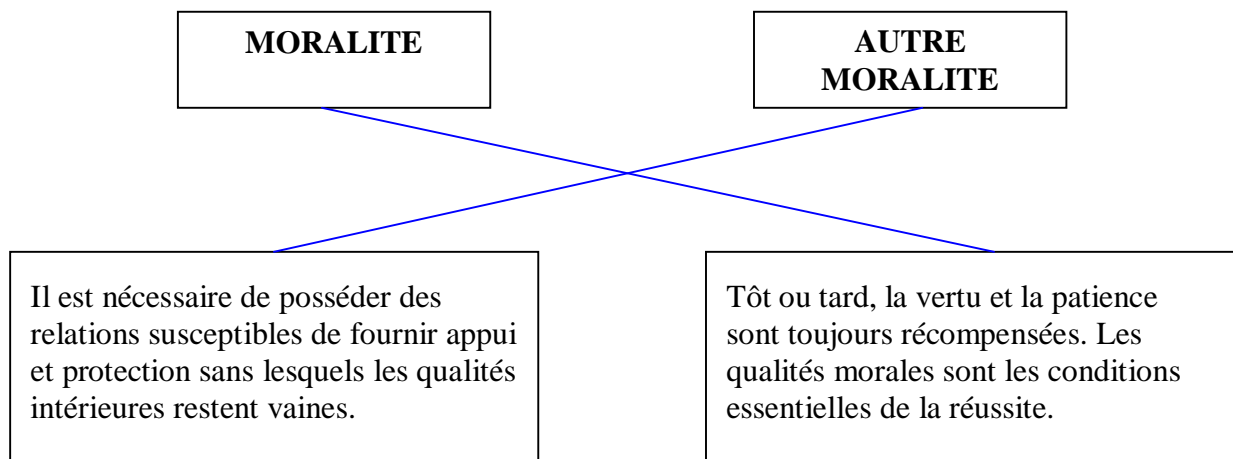 MORALITE
AUTRE
MORALITE
Il est nécessaire de posséder des
relations susceptibles de fournir appui
et protection sans lesquels les qualités
intérieures restent vaines.
Tôt ou tard, la vertu et la patience
sont toujours récompensées. Les
qualités morales sont les conditions
essentielles de la réussite.